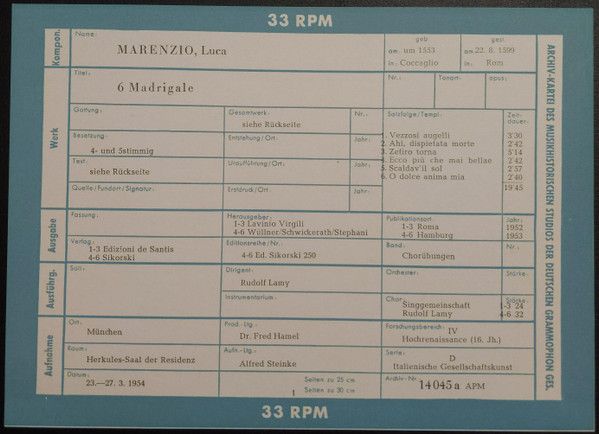 33 RPM
Kompon.
Name:
MARENZIO, Luca
geb
am: um 1553
in: Coccaglio
gest
am: 22. 8. 1599
in: Rom
Werk
Titel:
6 Madrigale
Nr.:
Tonart:
opus:
Gattung:
Gesamtwerk:
siehe Rückseite
Nr.:
Satzfolge/Templ.
Zeit-
dauer:
1. Vezzosi augelli 3'30
2. Ahi, dispietata morte 2'42
3. Zefiro torna 5'14
4. Ecco più che mai bellae 2'42
5. Scaldav'il sol 2'57
6. O dolce anima mia 2'40
19'45
Besetzung:
4- und 5stimmig
Entstehung/Ort:
Jahr:
Text:
siehe Rückseite
Uraufführung/Ort:
Jahr:
Quelle/Fundort/Signatur:
Erstdruck/Ort:
Jahr:
Ausgabe
Fassung:
Herausgeber:
1-3 Lavinio Virgili
4-6 Wüllner/Schwickerath/Stephani
Publikationsort
1-3 Roma
4-6 Hamburg
Jahr:
1952
1953
Verlag:
1-3 Edizioni de Santis
4-6 Sikorski
Editionsreihe/Nr.:
4-6 Ed. Sikorski 250
Band:
Chorübungen
Nr.:
Ausführg.
Soli:
Dirigent:
Rudolf Lamy
Orchester:
Stärke:
Instrumentarium:
Chor:
Singgemeinschaft
Rudolf Lamy
Stärke:
1-3 24
4-6 32
Aufnahme
Ort:
München
Prod.-Ltg.:
Dr. Fred Hamel
Forschungsbereich:
IV
Hochrenaissance (16. Jh.)
Raum:
Herkules-Saal der Residenz
Aufn.-Ltg.:
Alfred Steinke
Serie:
D
Italienische Gesellschaftskunst
Datum:
23.—27. 3. 1954
Seiten zu 25 cm
1 Seiten zu 30 cm
Archiv-Nr.
14045a APM
ARCHIV-KARTEI DES MUSIKHISTORISCHEN STUDIOS DER DEUTSCHEN GRAMMOPHON GES.
33 RPM